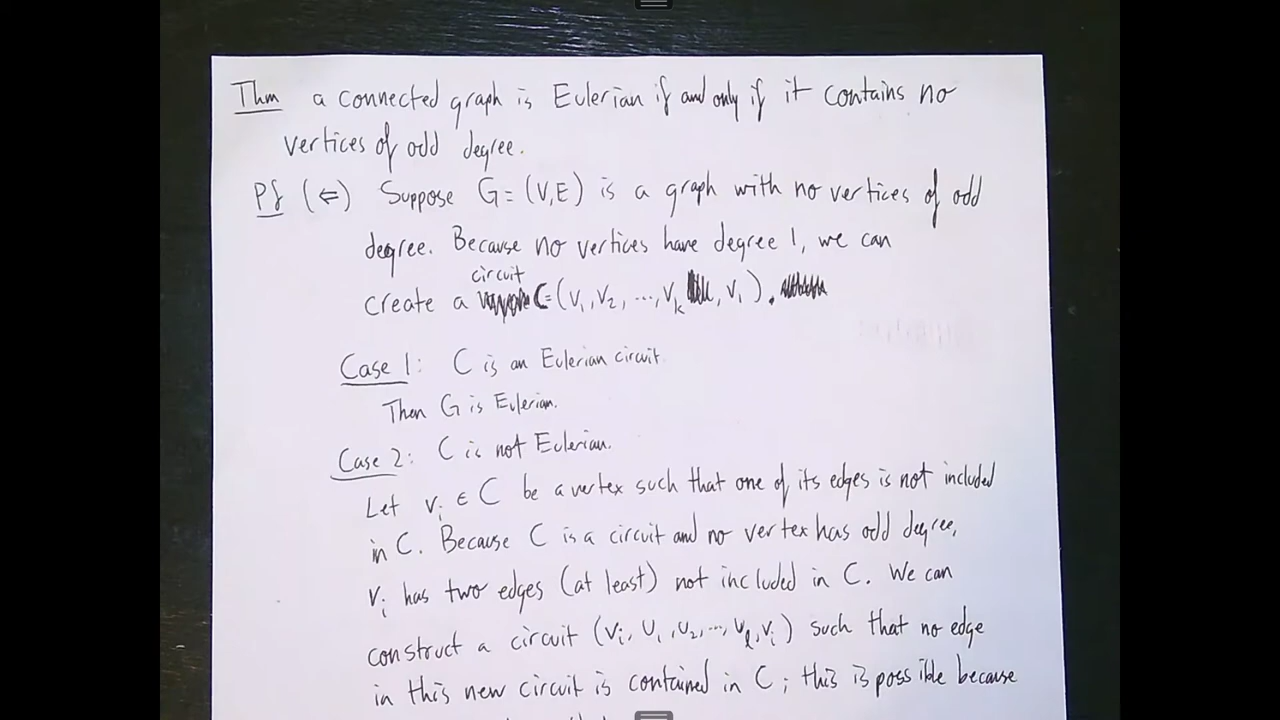 Thm a connected graph is Eulerian if and only if it contains no
vertices of odd degree.
Pf (⇐) Suppose G = (V,E) is a graph with no vertices of odd
degree. Because no vertices have degree 1, we can
circuit
create a C=(v₁, v₂, ..., vₖ, v₁).
Case 1: C is an Eulerian circuit
Then G is Eulerian.
Case 2: C is not Eulerian.
Let vᵢ ∈ C be a vertex such that one of its edges is not included
in C. Because C is a circuit and no vertex has odd degree,
vᵢ has two edges (at least) not included in C. We can
construct a circuit (vᵢ, u₁, u₂, ..., uₗ, vᵢ) such that no edge
in this new circuit is contained in C; this is possible because